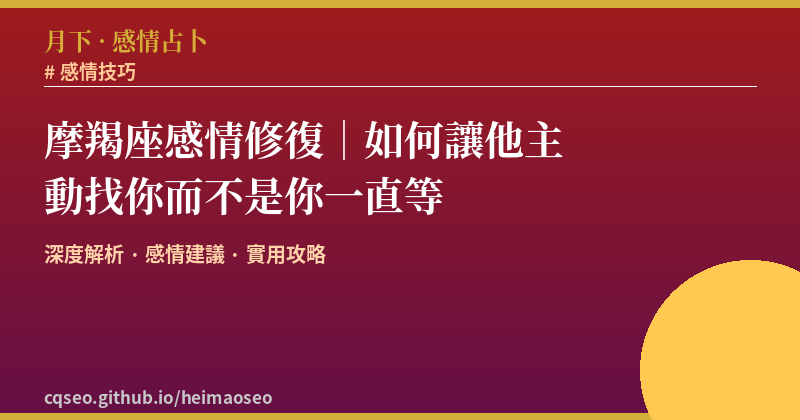 月下 · 感情占卜
# 感情技巧
摩羯座感情修復｜如何讓他主
動找你而不是你一直等
深度解析 · 感情建議 · 實用攻略
cqseo.github.io/heimaoseo